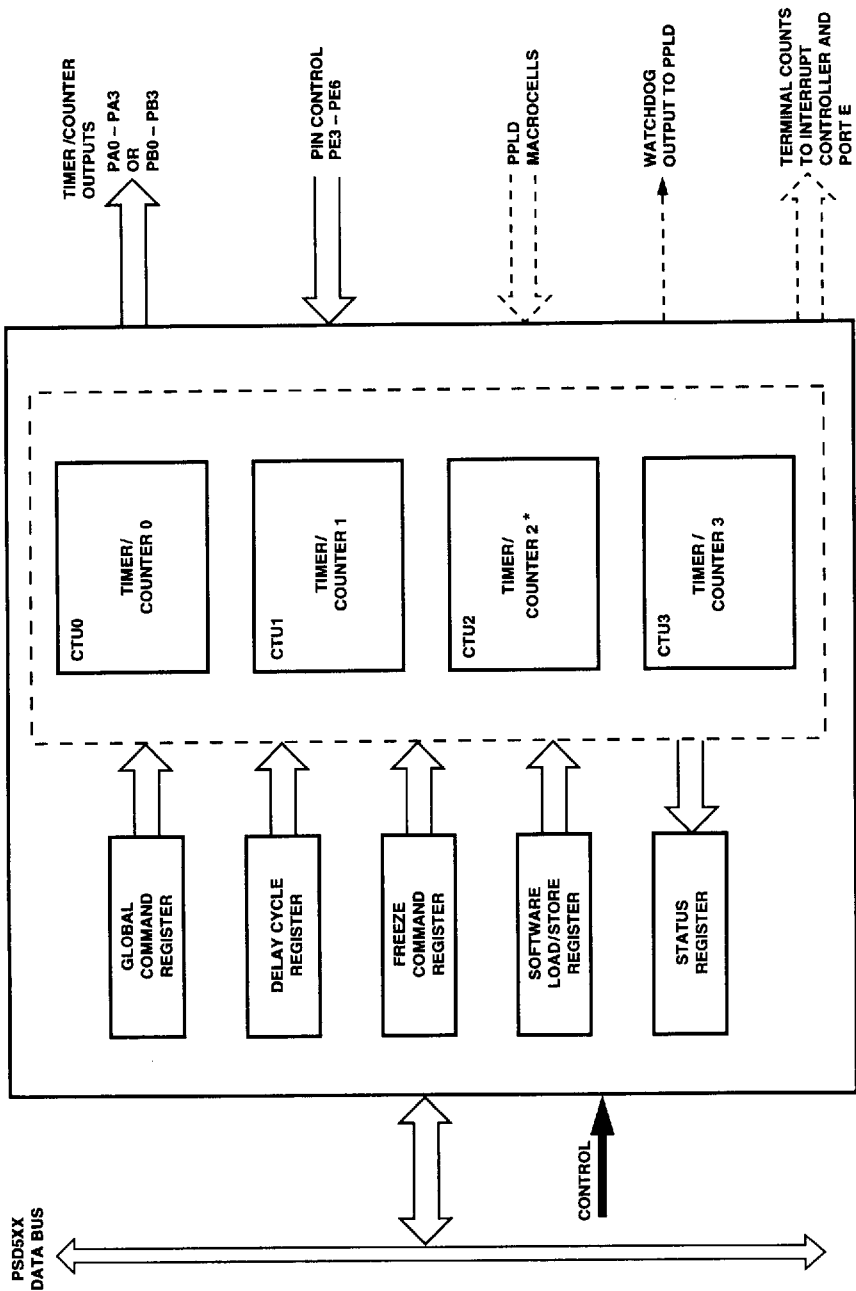 PSD5XX
DATA BUS
CONTROL
GLOBAL
COMMAND
REGISTER
DELAY CYCLE
REGISTER
FREEZE
COMMAND
REGISTER
SOFTWARE
LOAD/STORE
REGISTER
STATUS
REGISTER
CTU0
TIMER/
COUNTER 0
CTU1
TIMER/
COUNTER 1
CTU2
TIMER/
COUNTER 2*
CTU3
TIMER /
COUNTER 3
TIMER /COUNTER
OUTPUTS
PA0 – PA3
OR
PB0 – PB3
PIN CONTROL
PE3 – PE6
PPLD
MACROCELLS
WATCHDOG
OUTPUT TO PPLD
TERMINAL COUNTS
TO INTERRUPT
CONTROLLER AND
PORT E